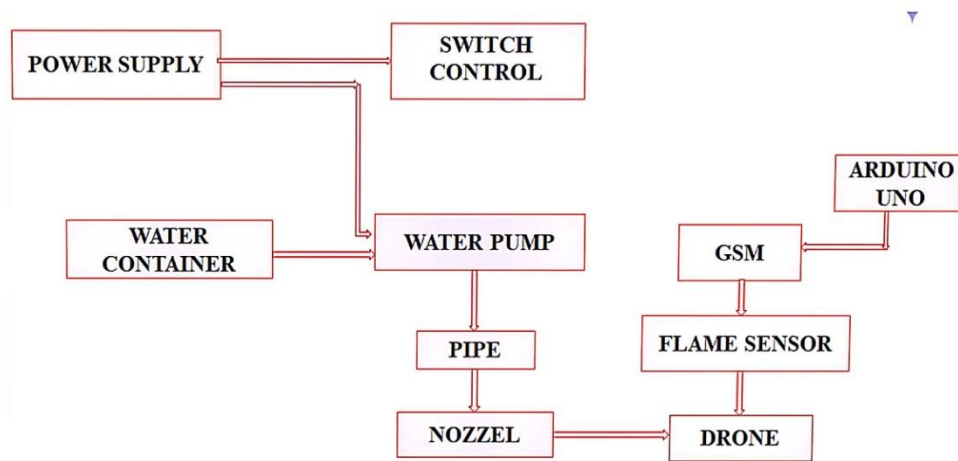 POWER SUPPLY
SWITCH
CONTROL
ARDUINO
UNO
WATER
CONTAINER
WATER PUMP
GSM
PIPE
FLAME SENSOR
NOZZEL
DRONE